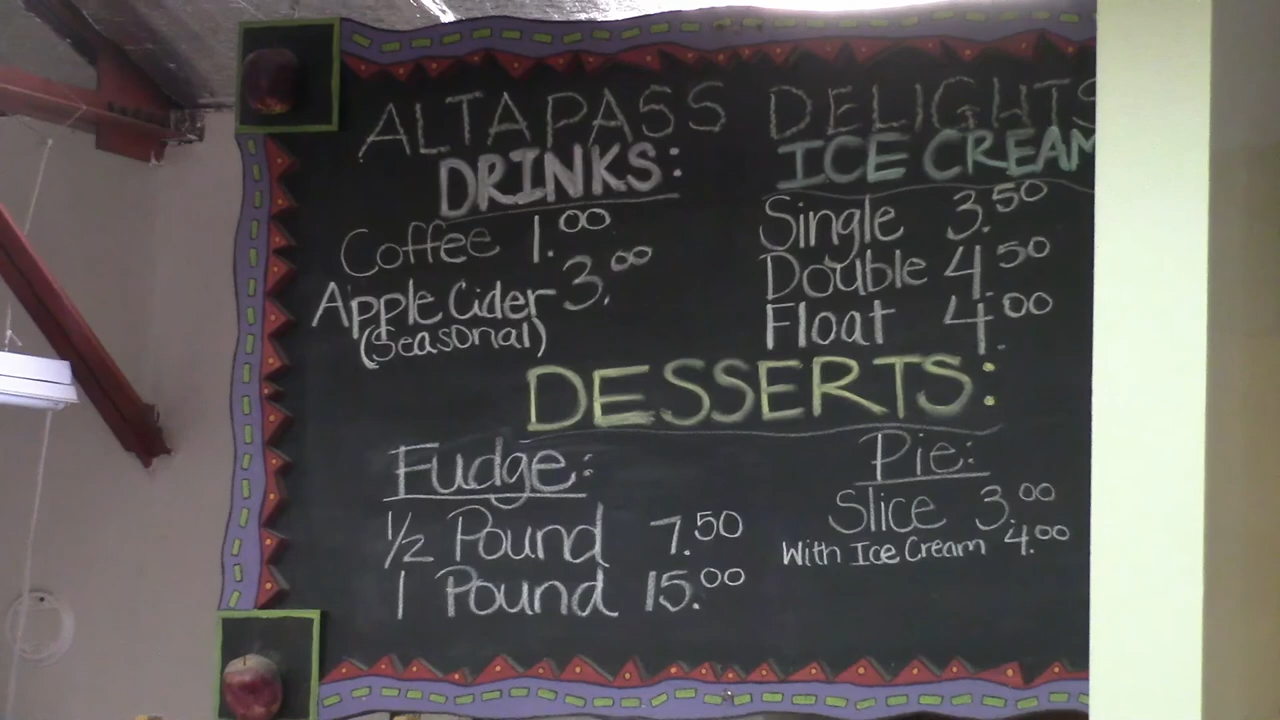 ALTAPASS DELIGHTS
DRINKS:
Coffee 1.00
Apple Cider 3.00
(Seasonal)
ICE CREAM
Single 3.50
Double 4.50
Float 4.00
DESSERTS:
Fudge:
1/2 Pound 7.50
1 Pound 15.00
Pie:
Slice 3.00
With Ice Cream 4.00